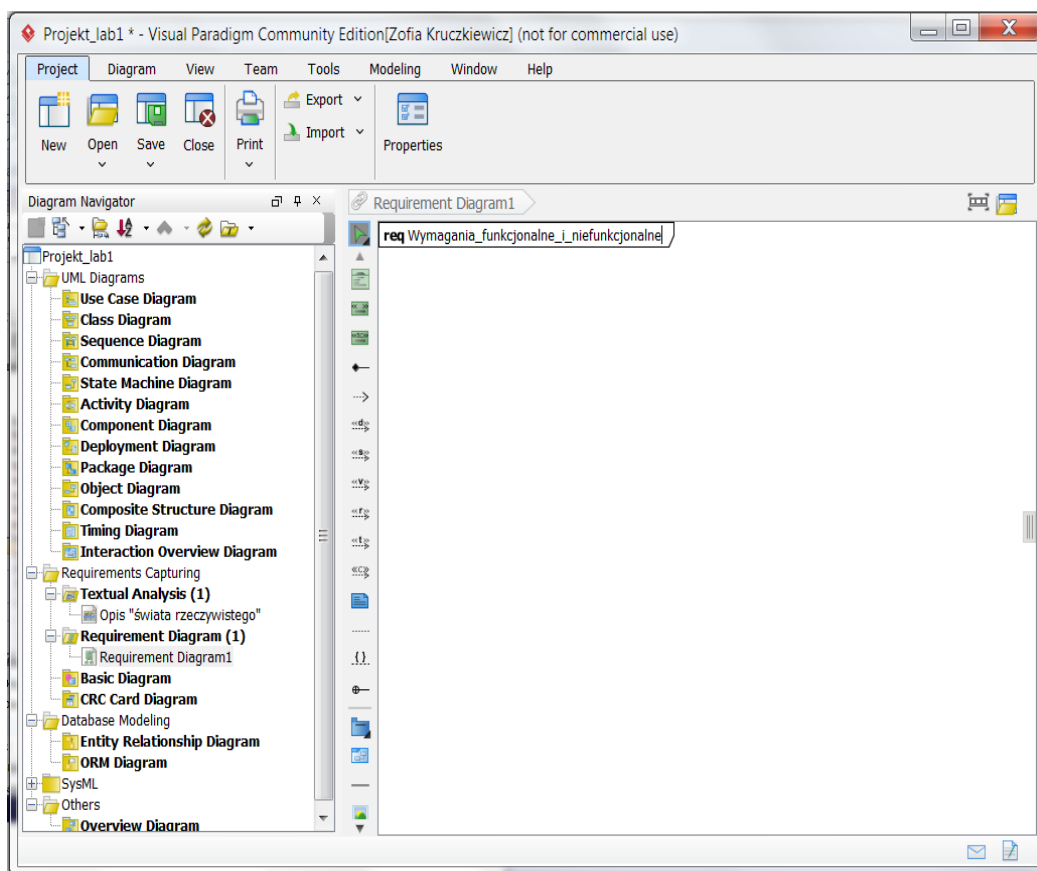 Projekt_lab1 * - Visual Paradigm Community Edition[Zofia Kruczkiewicz] (not for commercial use)
Project Diagram View Team Tools Modeling Window Help
New Open Save Close Print Export Import Properties
Diagram Navigator
Requirement Diagram1
req Wymagania_funkcjonalne_i_niefunkcjonalne
Projekt_lab1
UML Diagrams
Use Case Diagram
Class Diagram
Sequence Diagram
Communication Diagram
State Machine Diagram
Activity Diagram
Component Diagram
Deployment Diagram
Package Diagram
Object Diagram
Composite Structure Diagram
Timing Diagram
Interaction Overview Diagram
Requirements Capturing
Textual Analysis (1)
Opis "świata rzeczywistego"
Requirement Diagram (1)
Requirement Diagram1
Basic Diagram
CRC Card Diagram
Database Modeling
Entity Relationship Diagram
ORM Diagram
SysML
Others
Overview Diagram
«d»
«s»
«v»
«r»
«t»
«c»
{}